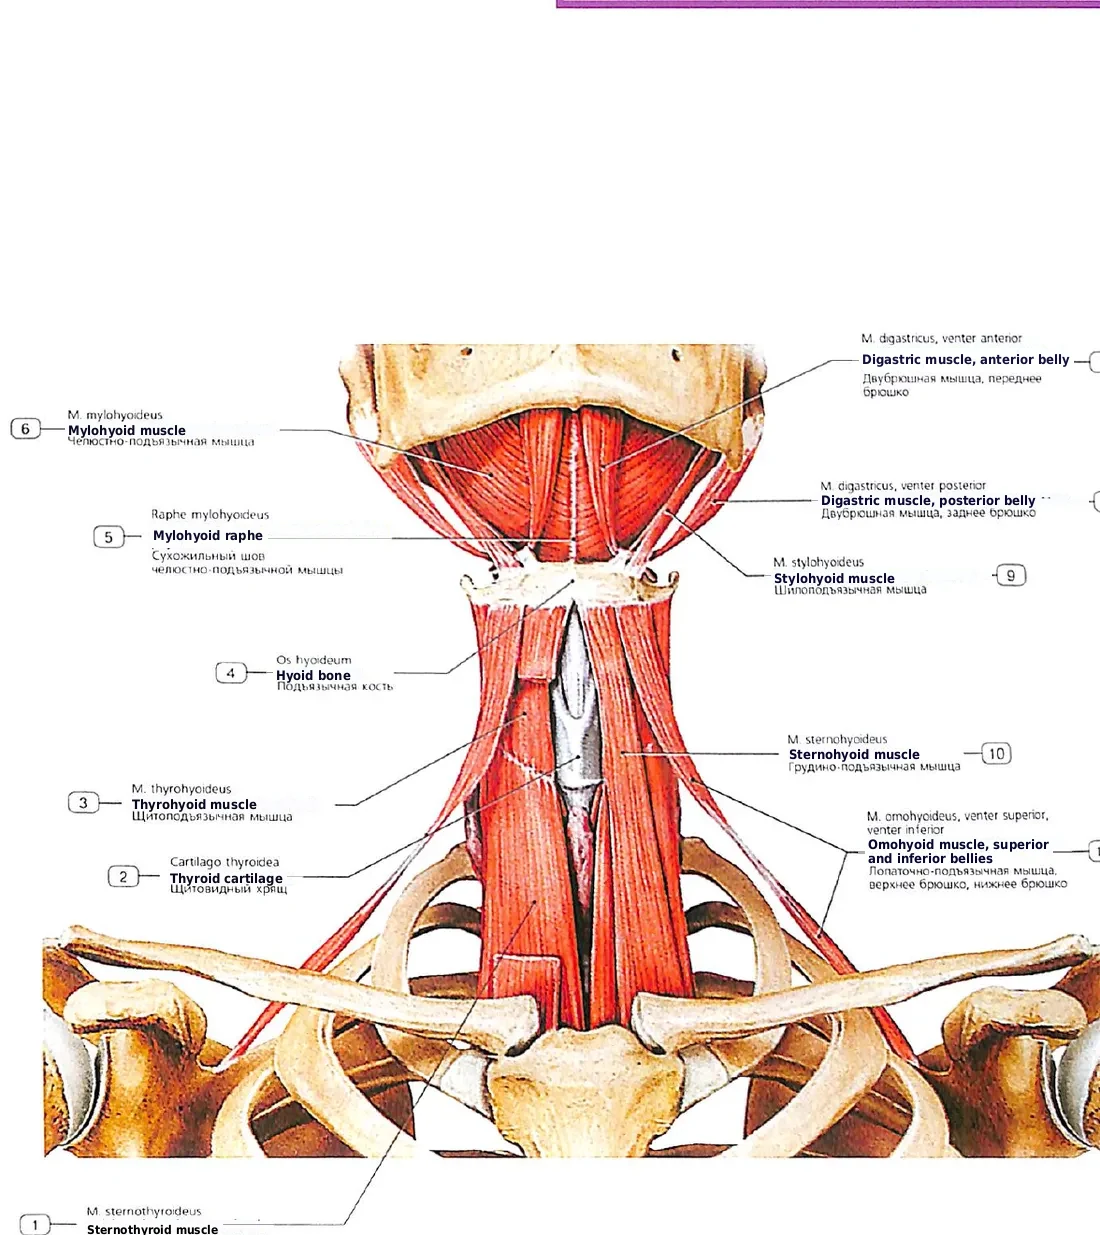 M. digastricus, venter anterior
Digastric muscle, anterior belly
Двубрюшная мышца, переднее
брюшко
M. mylohyoideus
6
Mylohyoid muscle
Челюстно-подъязычная мышца
M. digastricus, venter posterior
Digastric muscle, posterior belly
Двубрюшная мышца, заднее брюшко
Raphe mylohyoideus
5
Mylohyoid raphe
Сухожильный шов
челюстно-подъязычной мышцы
M. stylohyoideus
Stylohyoid muscle
9
Шилоподъязычная мышца
Os hyoideum
4
Hyoid bone
Подъязычная кость
M. sternohyoideus
Sternohyoid muscle
10
Грудино-подъязычная мышца
M. thyrohyoideus
3
Thyrohyoid muscle
Щитоподъязычная мышца
M. omohyoideus, venter superior,
venter inferior
Omohyoid muscle, superior
and inferior bellies
Лопаточно-подъязычная мышца,
верхнее брюшко, нижнее брюшко
Cartilago thyroidea
2
Thyroid cartilage
Щитовидный хрящ
M. sternothyroideus
1
Sternothyroid muscle